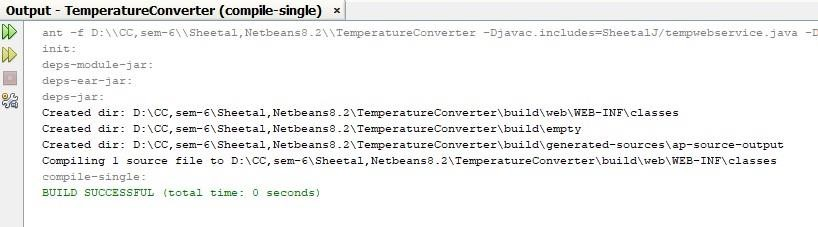 Output - TemperatureConverter (compile-single) ×
ant -f D:\\CC,sem-6\\Sheetal,Netbeans8.2\\TemperatureConverter -Djavac.includes=SheetalJ/tempwebservice.java -D
init:
deps-module-jar:
deps-ear-jar:
deps-jar:
Created dir: D:\CC,sem-6\Sheetal,Netbeans8.2\TemperatureConverter\build\web\WEB-INF\classes
Created dir: D:\CC,sem-6\Sheetal,Netbeans8.2\TemperatureConverter\build\empty
Created dir: D:\CC,sem-6\Sheetal,Netbeans8.2\TemperatureConverter\build\generated-sources\ap-source-output
Compiling 1 source file to D:\CC,sem-6\Sheetal,Netbeans8.2\TemperatureConverter\build\web\WEB-INF\classes
compile-single:
BUILD SUCCESSFUL (total time: 0 seconds)